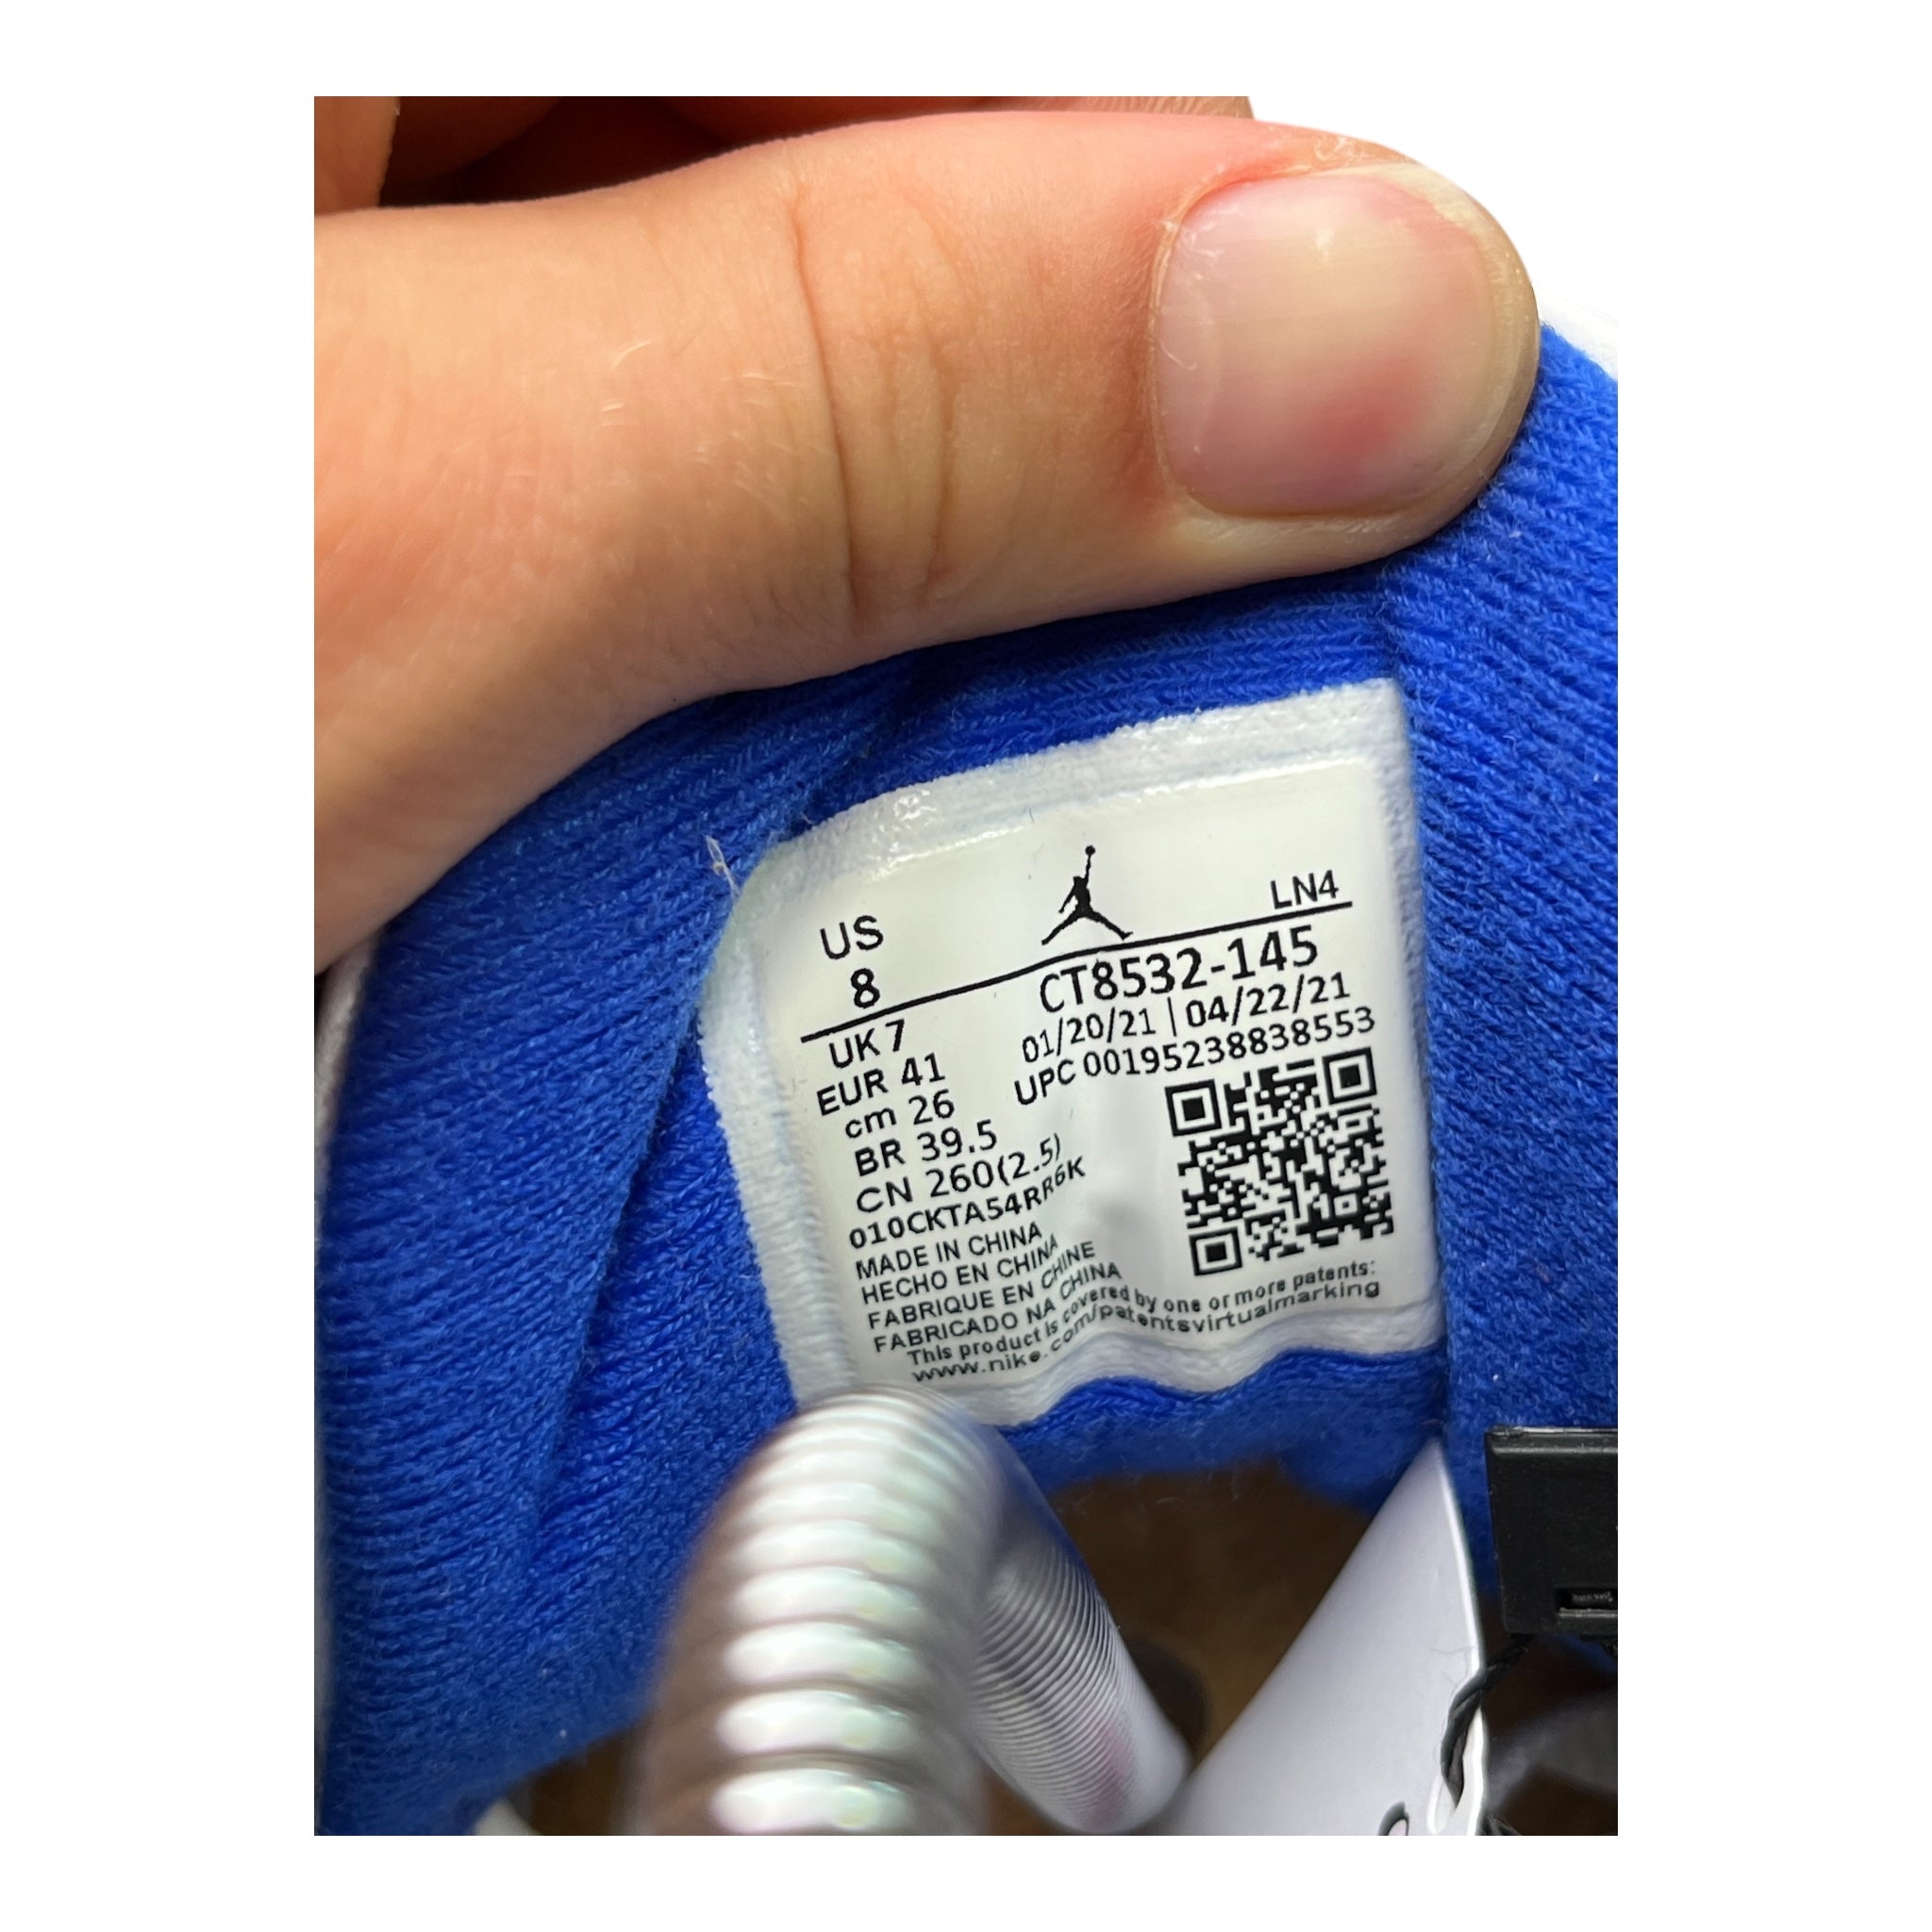 US
8
LN4
CT8532-145
01/20/21 | 04/22/21
UPC 00195238838553
UK 7
EUR 41
cm 26
BR 39.5
CN 260(2.5)
010CKTA54RR6K
MADE IN CHINA
HECHO EN CHINA
FABRIQUE EN CHINE
FABRICADO NA CHINA
This product is covered by one or more patents:
www.nike.com/patentsvirtualmarking